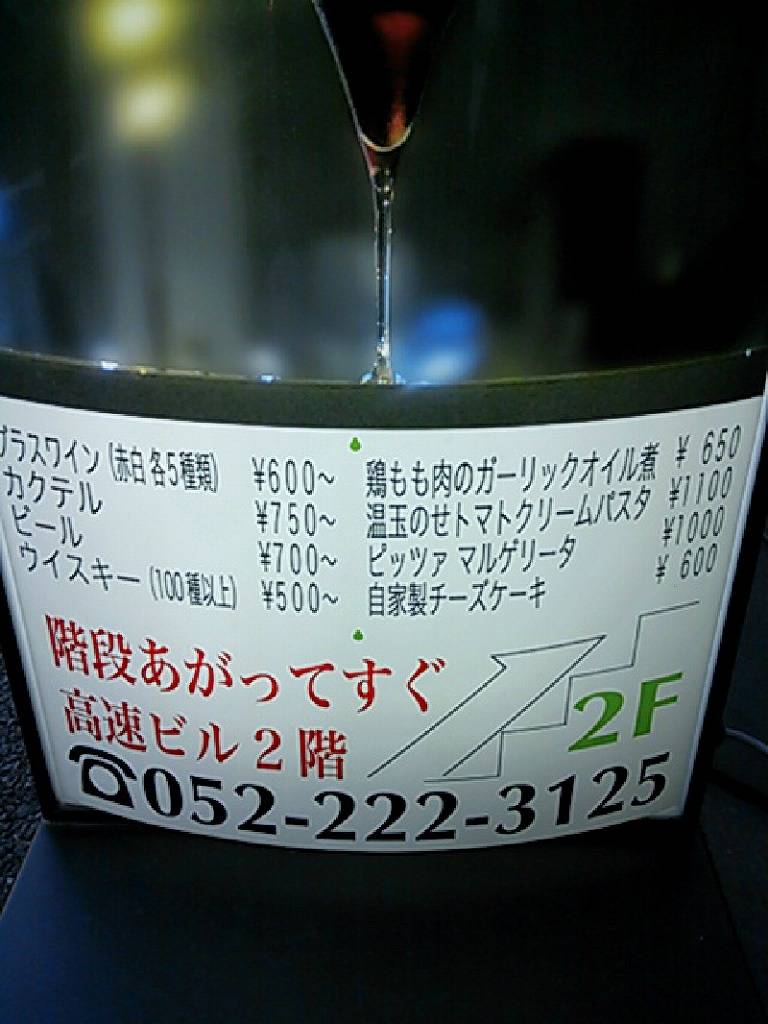 グラスワイン (赤白 各5種類) ¥600~
カクテル ¥750~
ビール ¥700~
ウイスキー (100種以上) ¥500~
鶏もも肉のガーリックオイル煮 ¥ 650
温玉のせトマトクリームパスタ ¥1100
ピッツァ マルゲリータ ¥1000
自家製チーズケーキ ¥ 600
階段あがってすぐ
高速ビル2階
2F
☎052-222-3125